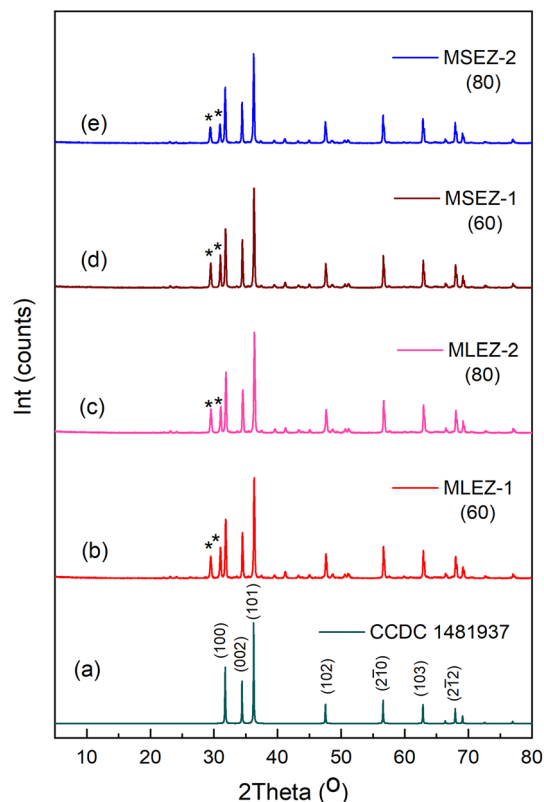 MSEZ-2
(80)
* *
(e)
MSEZ-1
(60)
* *
(d)
MLEZ-2
(80)
* *
(c)
MLEZ-1
(60)
* *
(b)
(100)
(002)
(101)
CCDC 1481937
(102)
(21̅0)
(103)
(21̅2)
(a)
Int (counts)
10 20 30 40 50 60 70 80
2Theta (O)